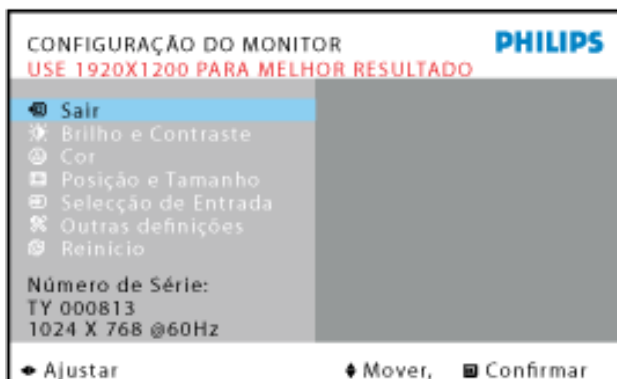 CONFIGURAÇÃO DO MONITOR PHILIPS
USE 1920X1200 PARA MELHOR RESULTADO
Sair
Brilho e Contraste
Cor
Posição e Tamanho
Selecção de Entrada
Outras definições
Reinício
Número de Série:
TY 000813
1024 X 768 @60Hz
Ajustar Mover, Confirmar